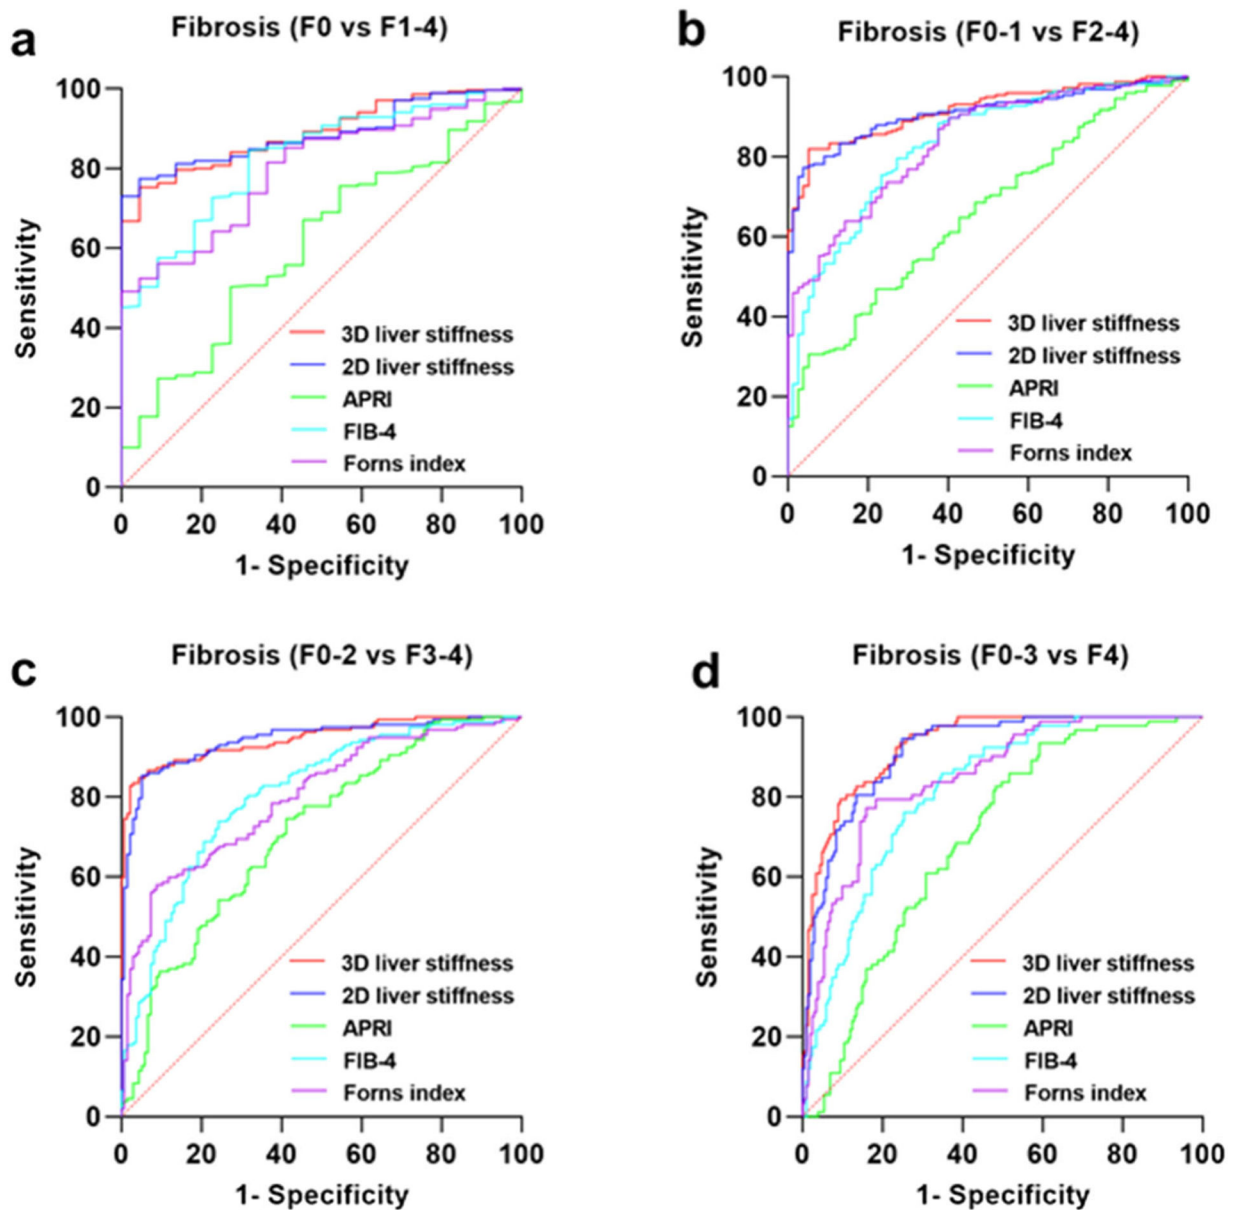 a
Fibrosis (F0 vs F1-4)
100
80
60
40
20
0
Sensitivity
3D liver stiffness
2D liver stiffness
APRI
FIB-4
Forns index
0 20 40 60 80 100
1- Specificity
b
Fibrosis (F0-1 vs F2-4)
100
80
60
40
20
0
Sensitivity
3D liver stiffness
2D liver stiffness
APRI
FIB-4
Forns index
0 20 40 60 80 100
1- Specificity
c
Fibrosis (F0-2 vs F3-4)
100
80
60
40
20
0
Sensitivity
3D liver stiffness
2D liver stiffness
APRI
FIB-4
Forns index
0 20 40 60 80 100
1- Specificity
d
Fibrosis (F0-3 vs F4)
100
80
60
40
20
0
Sensitivity
3D liver stiffness
2D liver stiffness
APRI
FIB-4
Forns index
0 20 40 60 80 100
1- Specificity